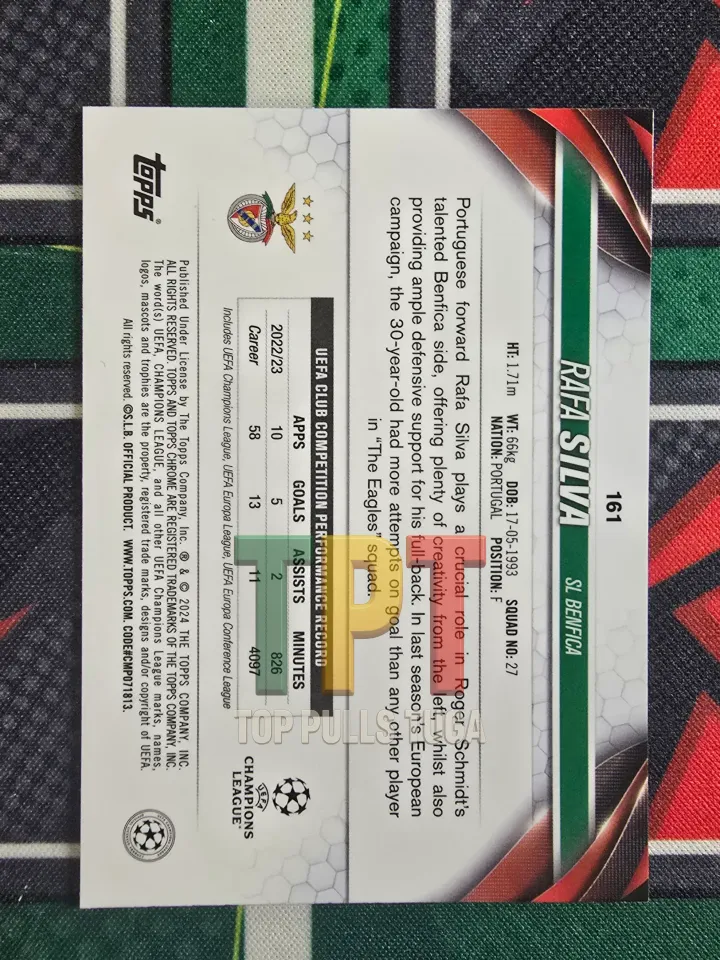 161
RAFA SILVA
SL BENFICA
HT: 1.71m WT: 66kg DOB: 17-05-1993 SQUAD NO: 27
NATION: PORTUGAL POSITION: F
Portuguese forward Rafa Silva plays a crucial role in Roger Schmidt's
talented Benfica side, offering plenty of creativity from the left, whilst also
providing ample defensive support for his full-back. In last season's European
campaign, the 30-year-old had more attempts on goal than any other player
in "The Eagles" squad.
UEFA CLUB COMPETITION PERFORMANCE RECORD
APPS GOALS ASSISTS MINUTES
2022/23 10 5 2 826
Career 58 13 11 4097
Includes UEFA Champions League, UEFA Europa League, UEFA Europa Conference League
UEFA
CHAMPIONS
LEAGUE
topps®
Published Under License by The Topps Company, Inc. ® & © 2024 THE TOPPS COMPANY, INC.
ALL RIGHTS RESERVED. TOPPS AND TOPPS CHROME ARE REGISTERED TRADEMARKS OF THE TOPPS COMPANY, INC.
The word(s) UEFA, CHAMPIONS LEAGUE, and all other UEFA Champions League marks, names,
logos, mascots and trophies are the property, registered trade marks, designs and/or copyright of UEFA.
All rights reserved. ©S.L.B. OFFICIAL PRODUCT. WWW.TOPPS.COM. CODE#CMP071813.
TPT
TOP PULLS TUGA